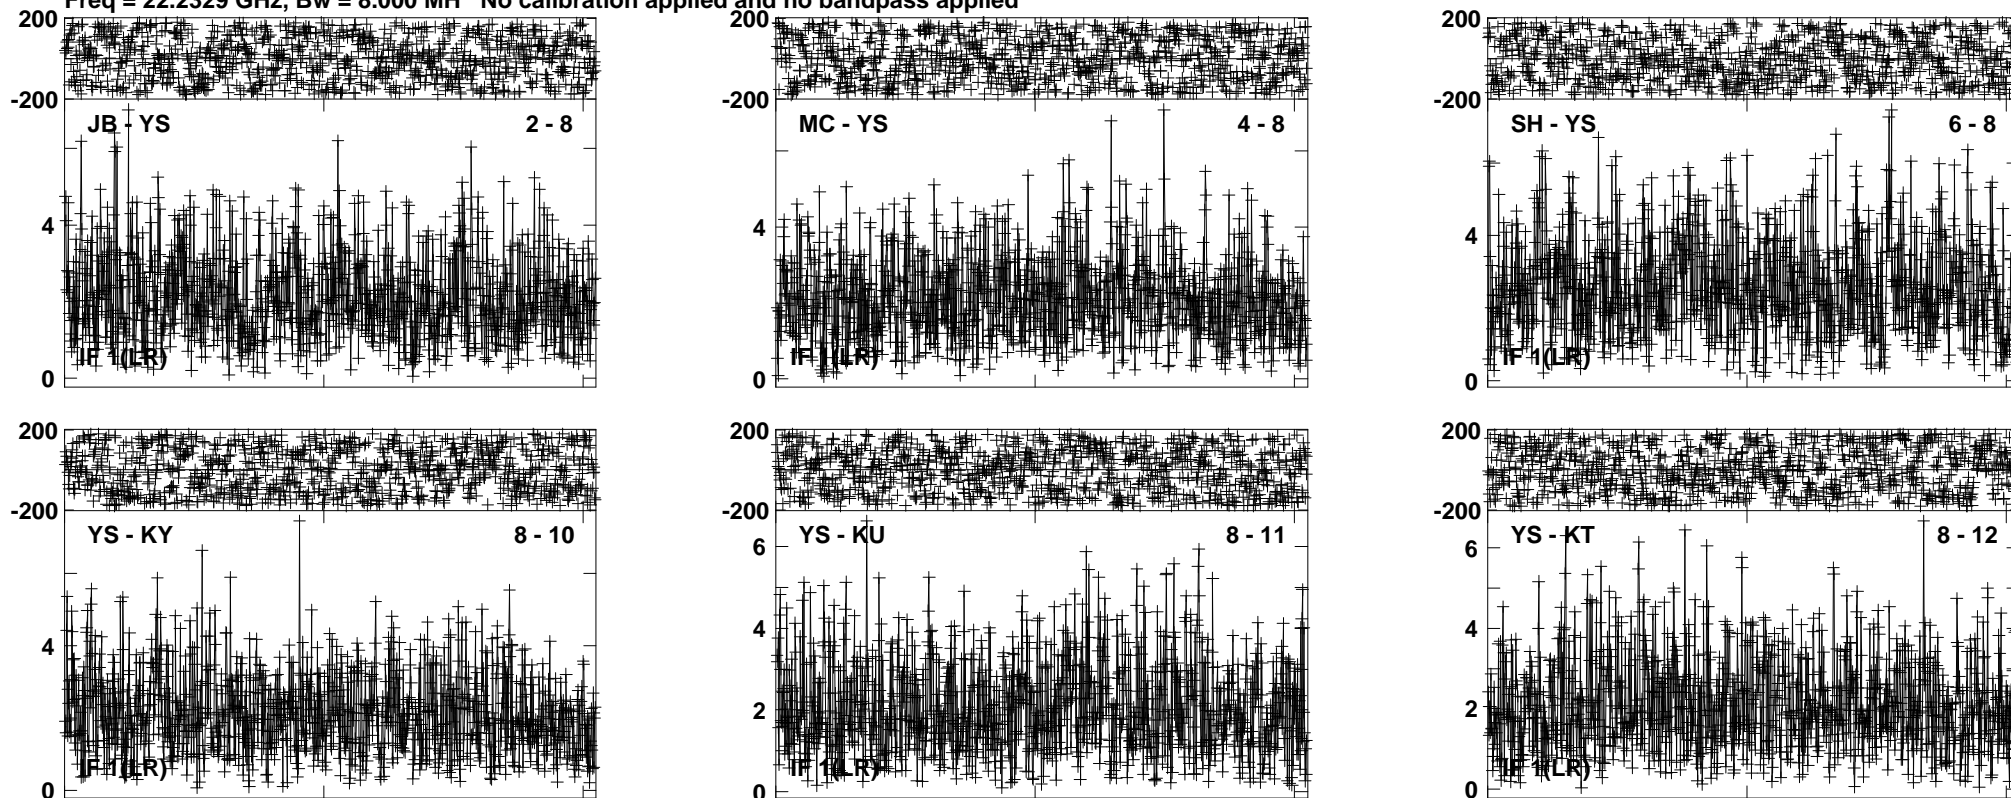 Freq = 22.2329 GHz, Bw = 8.000 MH No calibration applied and no bandpass applied
200
-200
JB - YS 2 - 8
4
IF 1(LR)
0
200
-200
MC - YS 4 - 8
4
IF 1(LR)
0
200
-200
SH - YS 6 - 8
4
IF 1(LR)
0
200
-200
YS - KY 8 - 10
4
IF 1(LR)
0
200
-200
YS - KU 8 - 11
6
4
2
IF 1(LR)
0
200
-200
YS - KT 8 - 12
6
4
2
IF 1(LR)
0